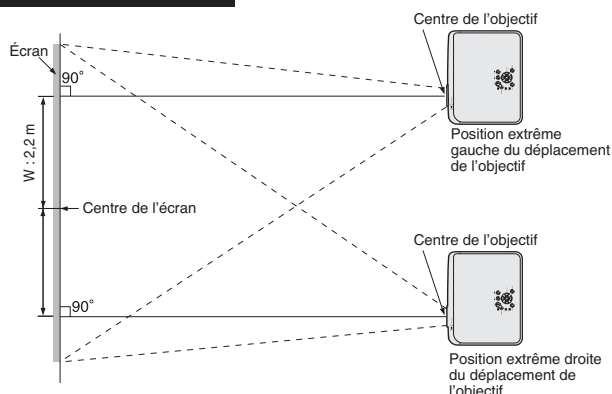 Centre de l'objectif
Écran
90°
Position extrême
gauche du déplacement
de l'objectif
W : 2,2 m
Centre de l'écran
Centre de l'objectif
90°
Position extrême droite
du déplacement de
l'objectif